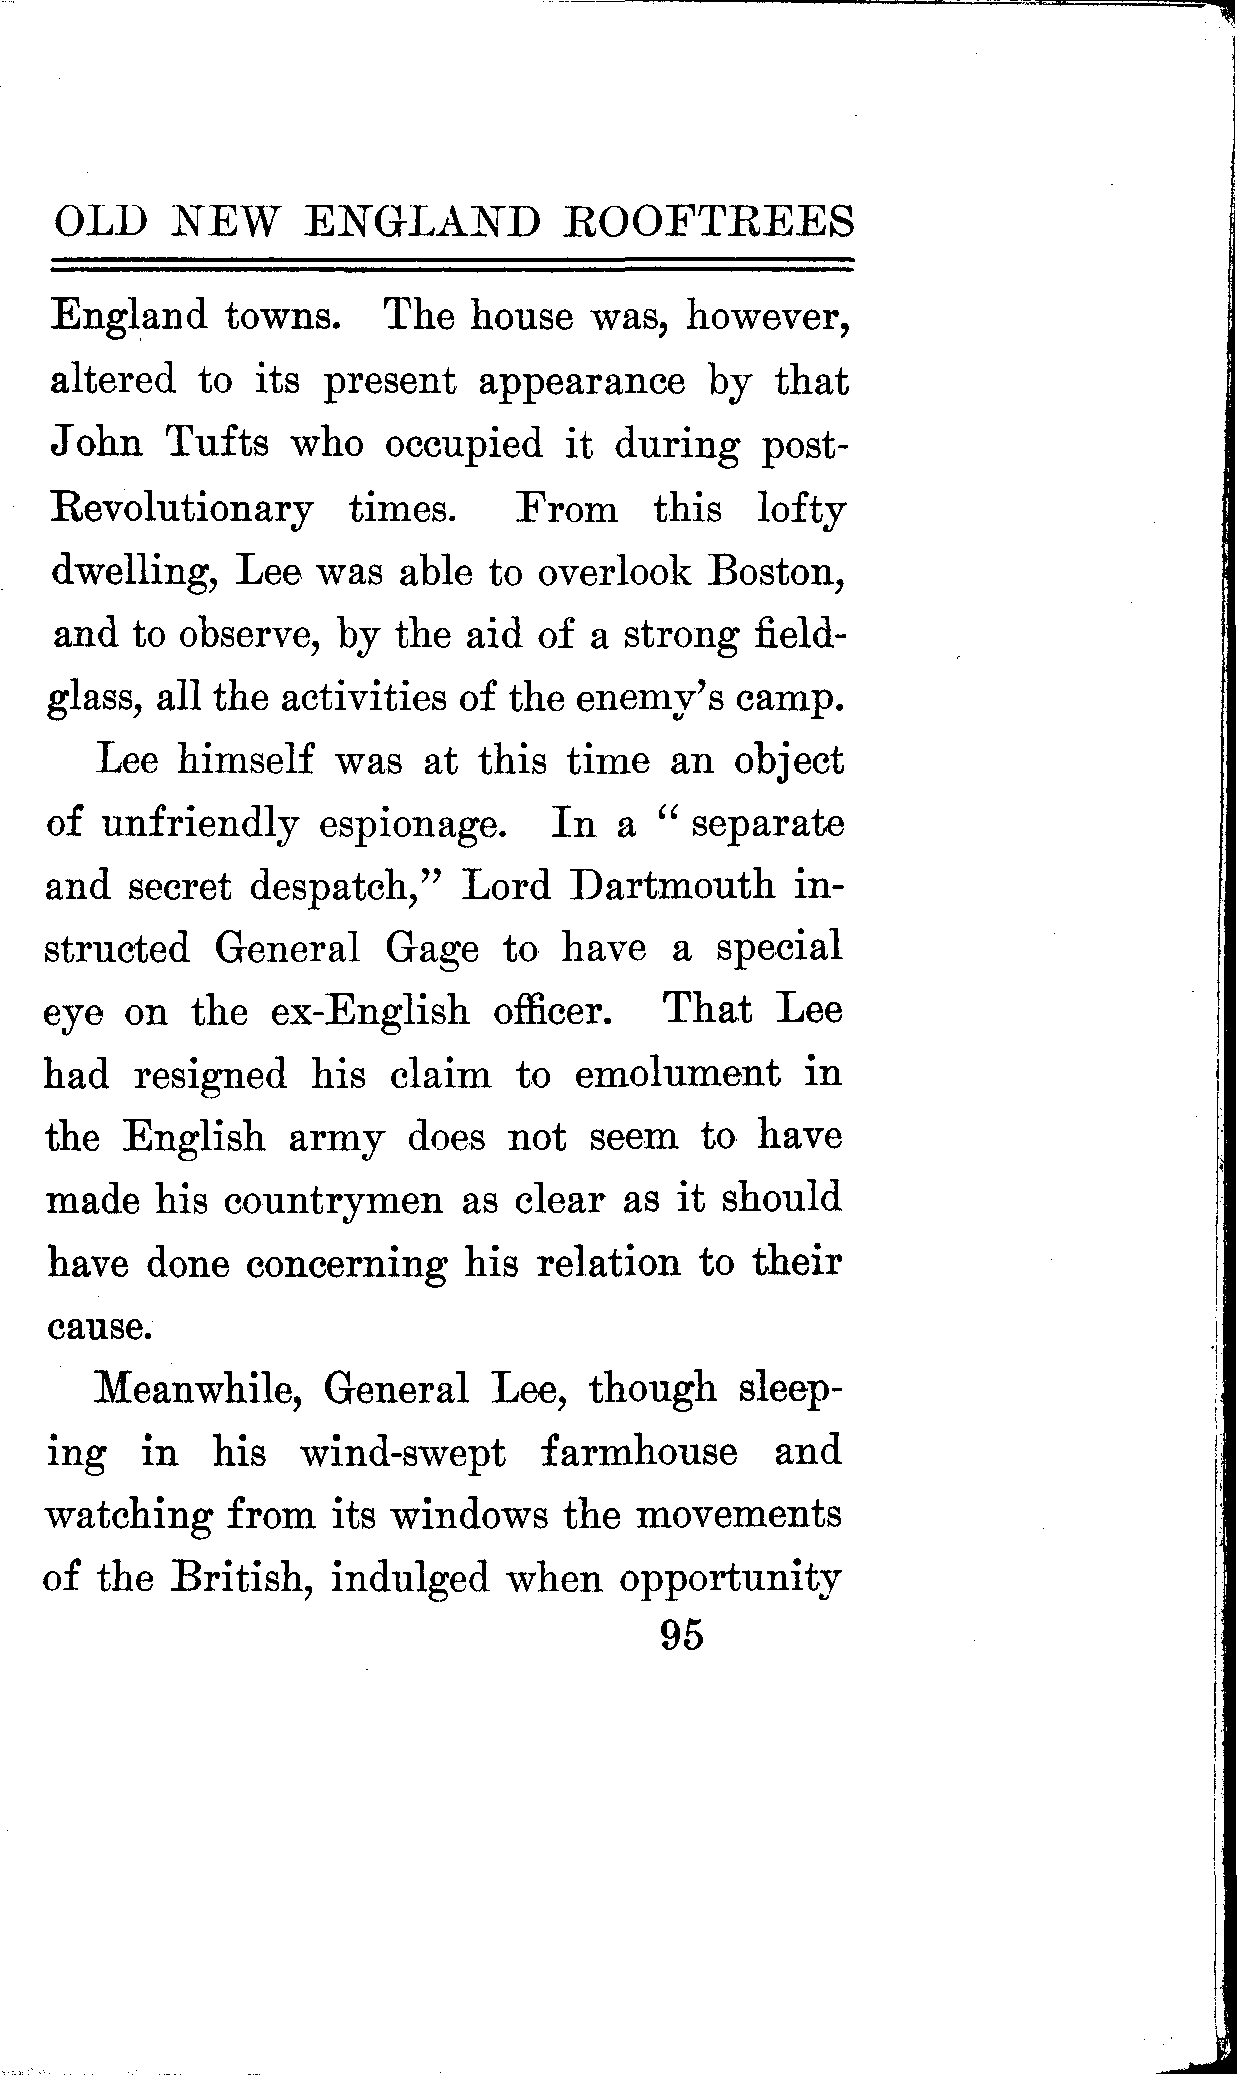 OLD NEW ENGLAND ROOFTREES
England towns. The house was, however,
altered to its present appearance by that
John Tufts who occupied it during post-
Revolutionary times. From this lofty
dwelling, Lee was able to overlook Boston,
and to observe, by the aid of a strong field-
glass, all the activities of the enemy's camp.
Lee himself was at this time an object
of unfriendly espionage. In a " separate
and secret despatch," Lord Dartmouth in-
structed General Gage to have a special
eye on the ex-English officer. That Lee
had resigned his claim to emolument in
the English army does not seem to have
made his countrymen as clear as it should
have done concerning his relation to their
cause.
Meanwhile, General Lee, though sleep-
ing in his wind-swept farmhouse and
watching from its windows the movements
of the British, indulged when opportunity
95